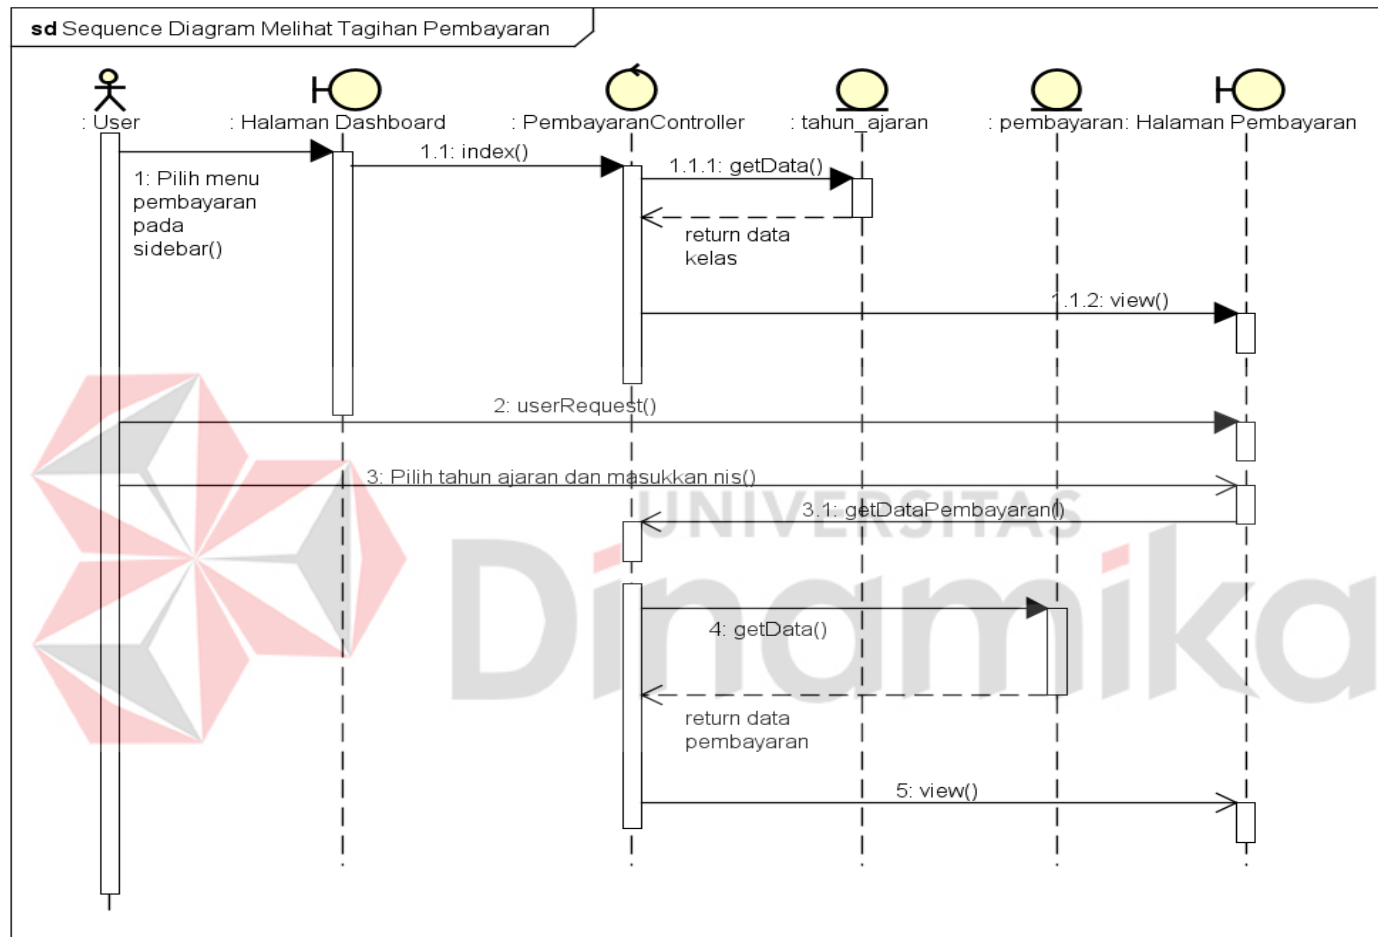 sd Sequence Diagram Melihat Tagihan Pembayaran
: User
: Halaman Dashboard
: PembayaranController
: tahun_ajaran
: pembayaran
: Halaman Pembayaran
1: Pilih menu
pembayaran
pada
sidebar()
1.1: index()
1.1.1: getData()
return data
kelas
1.1.2: view()
2: userRequest()
3: Pilih tahun ajaran dan masukkan nis()
3.1: getDataPembayaran()
UNIVERSITAS
Dinamika
4: getData()
return data
pembayaran
5: view()